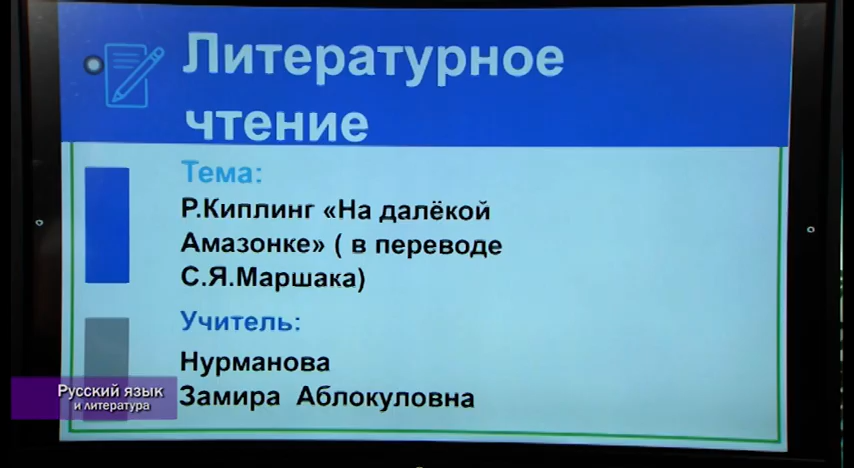 Литературное
чтение
Тема:
Р.Киплинг «На далёкой
Амазонке» ( в переводе
С.Я.Маршака)
Учитель:
Нурманова
Замира Аблокуловна
Русский язык
и литература